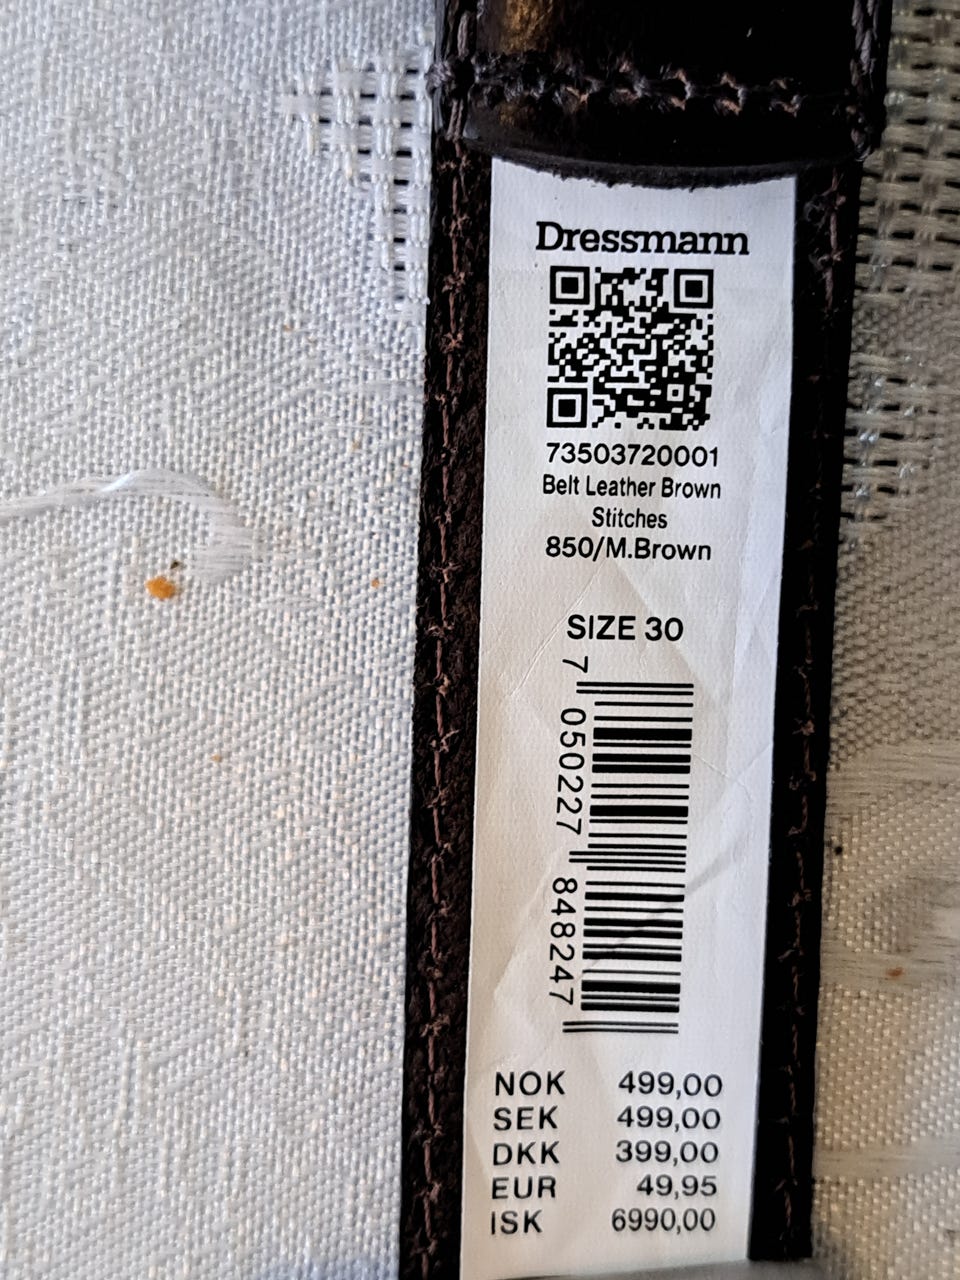 Dressmann
73503720001
Belt Leather Brown
Stitches
850/M.Brown
SIZE 30
7 050227 848247
NOK 499,00
SEK 499,00
DKK 399,00
EUR 49,95
ISK 6990,00